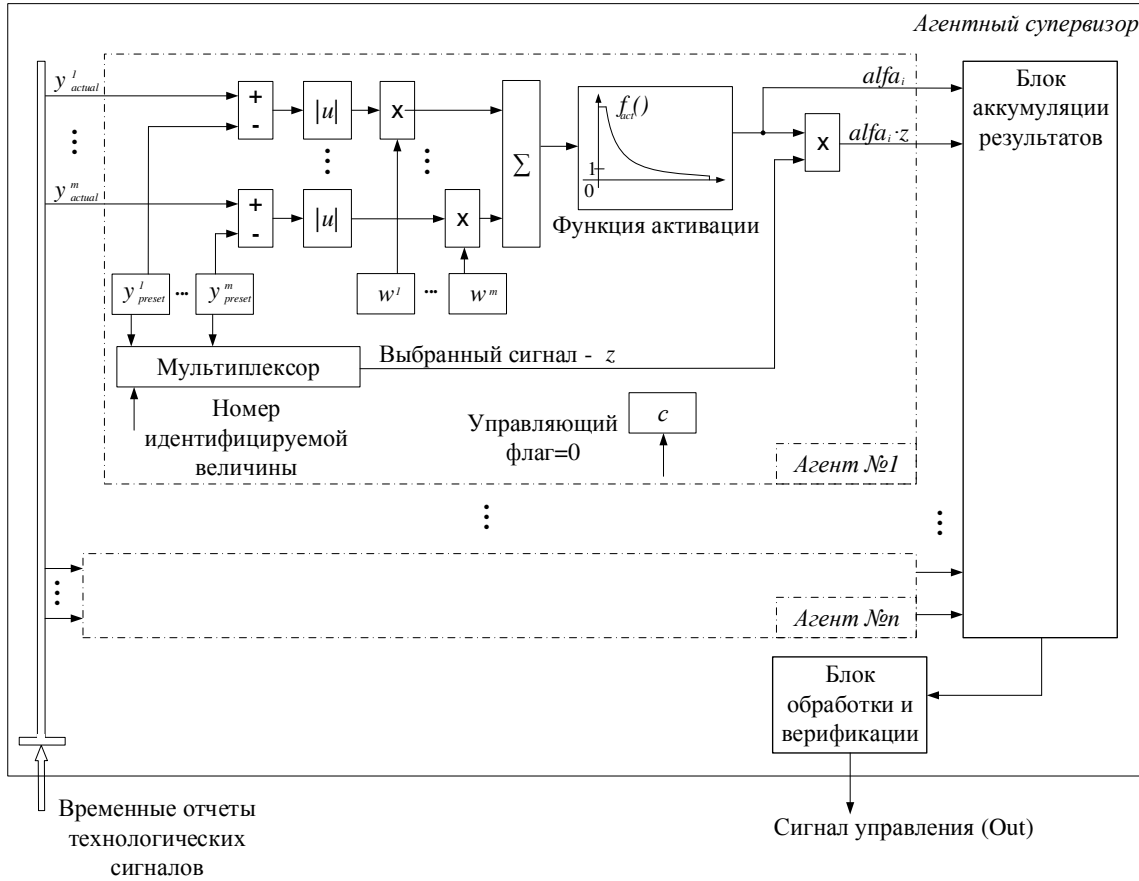 Агентный супервизор
y¹actual
alfaᵢ
Блок
аккумуляции
результатов
+
-
|u|
x
∑
fact()
1
0
Функция активации
x
alfaᵢ·z
yᵐactual
+
-
|u|
x
y¹preset
...
yᵐpreset
w¹
...
wᵐ
Мультиплексор
Выбранный сигнал - z
Номер
идентифицируемой
величины
Управляющий
флаг=0
c
Агент №1
Агент №n
Блок
обработки и
верификации
Временные отчеты
технологических
сигналов
Сигнал управления (Out)